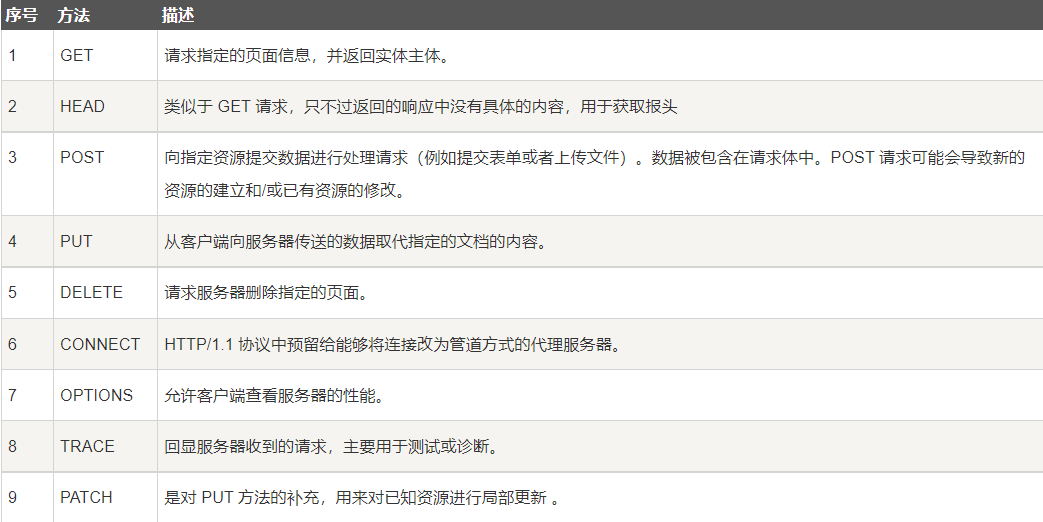 序号 方法 描述
1 GET 请求指定的页面信息，并返回实体主体。
2 HEAD 类似于 GET 请求，只不过返回的响应中没有具体的内容，用于获取报头
3 POST 向指定资源提交数据进行处理请求（例如提交表单或者上传文件）。数据被包含在请求体中。POST 请求可能会导致新的
资源的建立和/或已有资源的修改。
4 PUT 从客户端向服务器传送的数据取代指定的文档的内容。
5 DELETE 请求服务器删除指定的页面。
6 CONNECT HTTP/1.1 协议中预留给能够将连接改为管道方式的代理服务器。
7 OPTIONS 允许客户端查看服务器的性能。
8 TRACE 回显服务器收到的请求，主要用于测试或诊断。
9 PATCH 是对 PUT 方法的补充，用来对已知资源进行局部更新 。